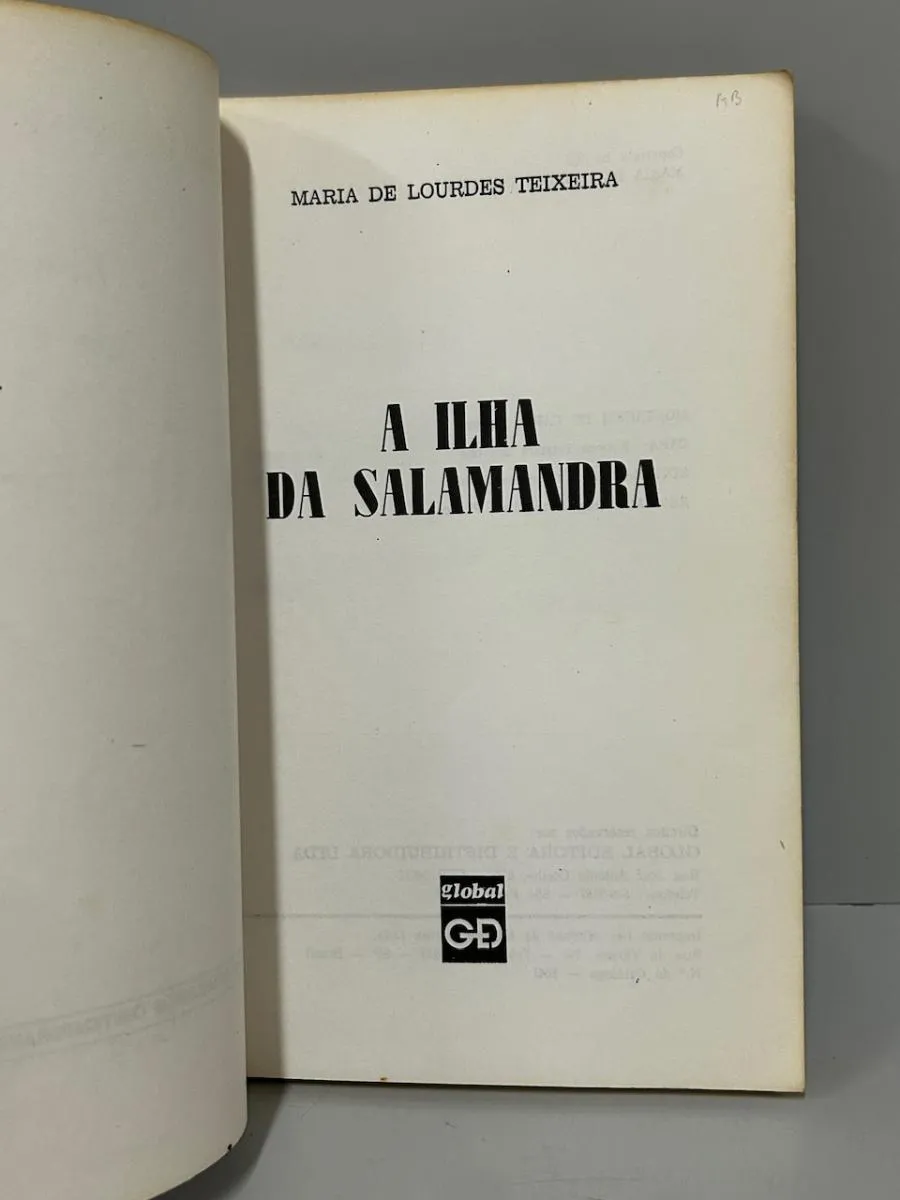 MARIA DE LOURDES TEIXEIRA
A ILHA
DA SALAMANDRA
global
GED